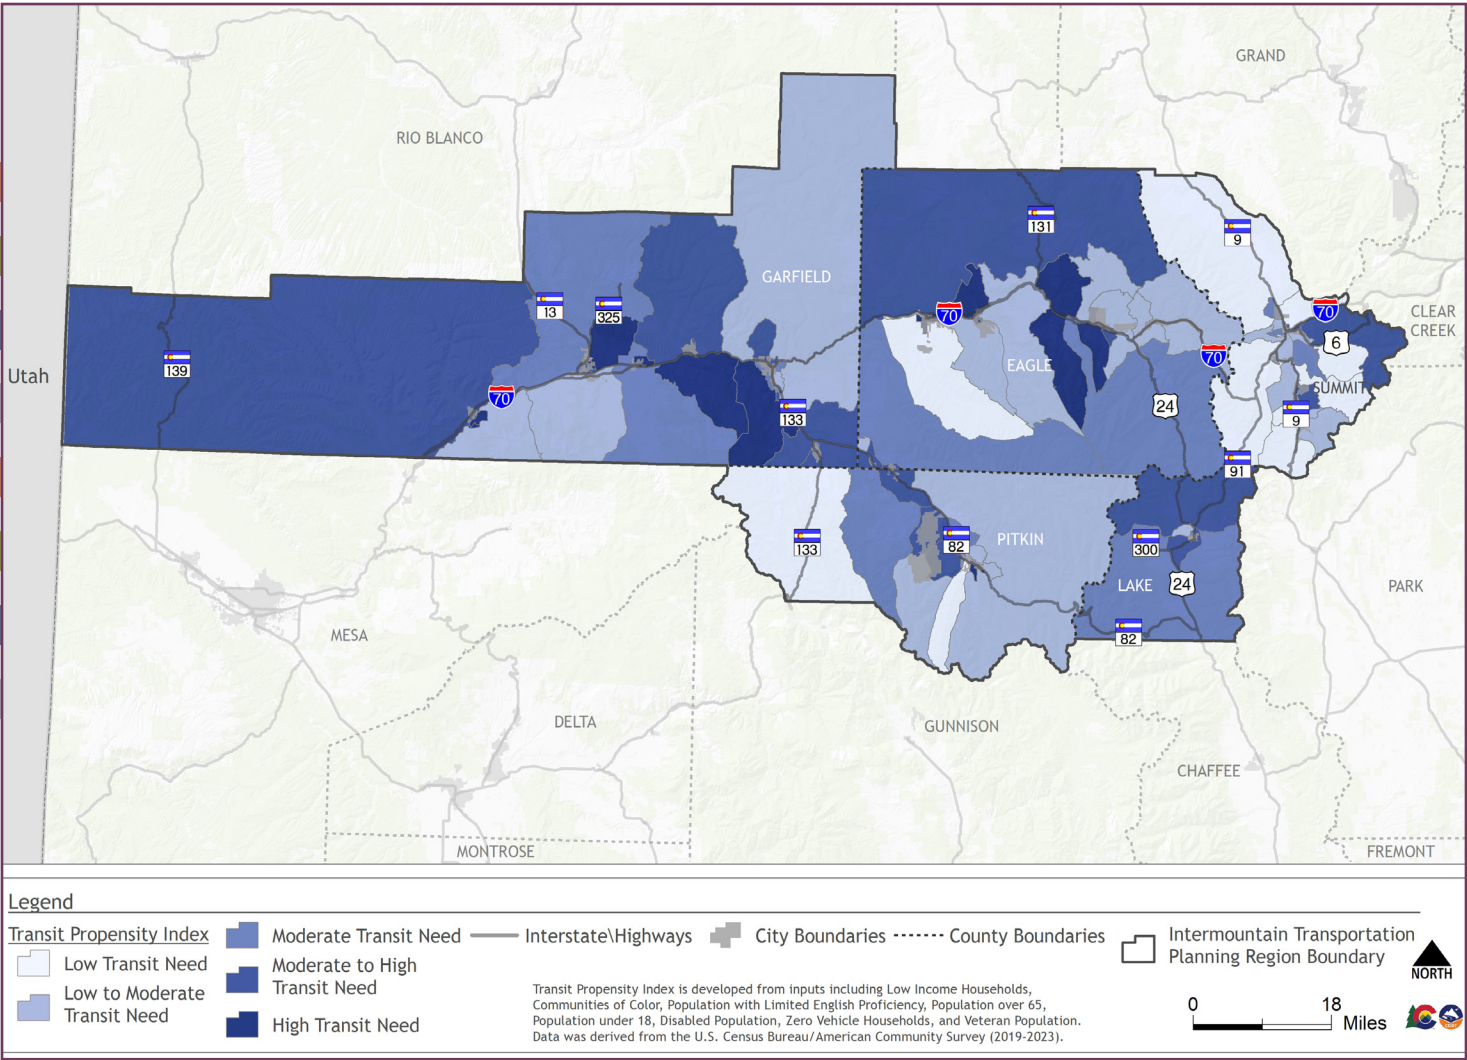 GRAND
RIO BLANCO
131
9
GARFIELD
13
325
70
70
CLEAR
CREEK
6
139
Utah
70
EAGLE
SUMMIT
70
24
133
9
91
133
82
PITKIN
300
LAKE
24
PARK
82
MESA
DELTA
GUNNISON
CHAFFEE
MONTROSE
FREMONT
Legend
Transit Propensity Index
Low Transit Need
Low to Moderate
Transit Need
Moderate Transit Need
Moderate to High
Transit Need
High Transit Need
Interstate\Highways
City Boundaries
County Boundaries
Intermountain Transportation
Planning Region Boundary
NORTH
Transit Propensity Index is developed from inputs including Low Income Households,
Communities of Color, Population with Limited English Proficiency, Population over 65,
Population under 18, Disabled Population, Zero Vehicle Households, and Veteran Population.
Data was derived from the U.S. Census Bureau/American Community Survey (2019-2023).
0 18
Miles